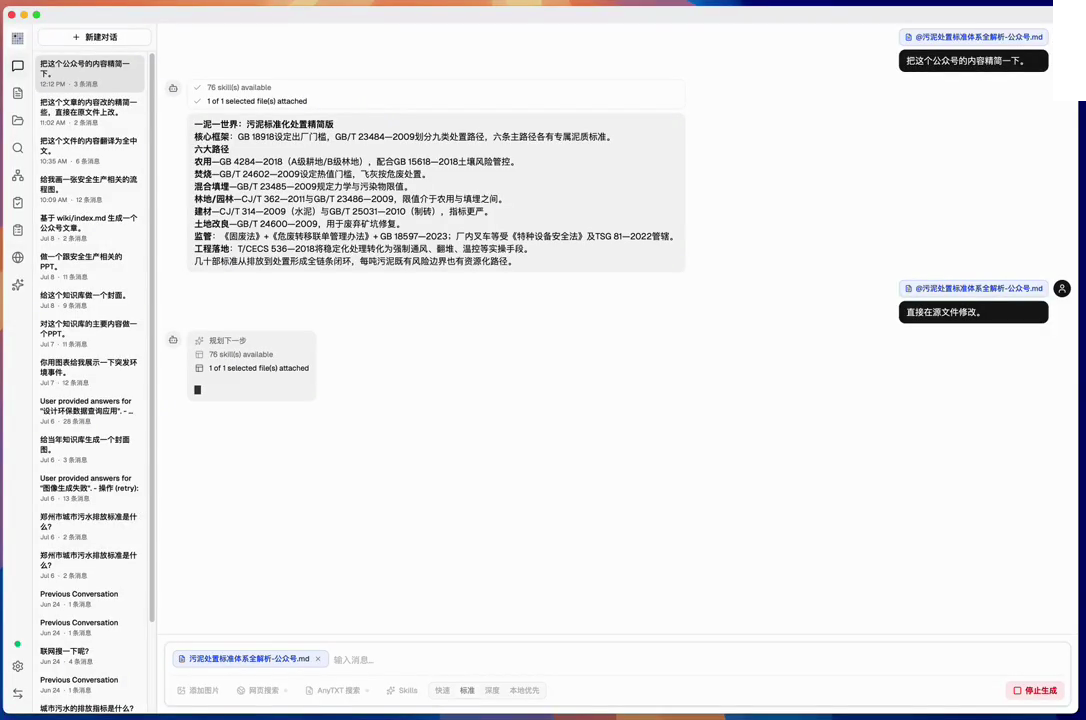 新建对话
把这个公众号的内容精简一
下。
12:12 PM · 3 条消息
把这个文章的内容改的精简一
些，直接在原文件上改。
11:02 AM · 2 条消息
把这个文件的内容翻译为全中
文。
10:35 AM · 6 条消息
给我画一张安全生产相关的流
程图。
10:09 AM · 12 条消息
基于 wiki/index.md 生成一个
公众号文章。
Jul 8 · 2 条消息
做一个跟安全生产相关的
PPT。
Jul 8 · 11 条消息
给这个知识库做一个封面。
Jul 8 · 9 条消息
对这个知识库的主要内容做一
个PPT。
Jul 7 · 11 条消息
你用图表给我展示一下突发环
境事件。
Jul 7 · 12 条消息
User provided answers for
"设计环保数据查询应用". - ...
Jul 6 · 28 条消息
给当年知识库生成一个封面
图。
Jul 6 · 3 条消息
User provided answers for
"图像生成失败". - 操作 (retry):
Jul 6 · 13 条消息
郑州市城市污水排放标准是什
么?
Jul 6 · 2 条消息
郑州市城市污水排放标准是什
么?
Jul 6 · 2 条消息
Previous Conversation
Jun 24 · 1 条消息
Previous Conversation
Jun 24 · 1 条消息
联网搜一下呢?
Jun 24 · 4 条消息
Previous Conversation
Jun 24 · 1 条消息
城市污水的排放指标是什么?
@污泥处置标准体系全解析-公众号.md
把这个公众号的内容精简一下。
76 skill(s) available
1 of 1 selected file(s) attached
一泥一世界：污泥标准化处置精简版
核心框架：GB 18918设定出厂门槛，GB/T 23484—2009划分九类处置路径，六条主路径各有专属泥质标准。
六大路径
农用—GB 4284—2018（A级耕地/B级林地），配合GB 15618—2018土壤风险管控。
焚烧—GB/T 24602—2009设定热值门槛，飞灰按危废处置。
混合填埋—GB/T 23485—2009规定力学与污染物限值。
林地/园林—CJ/T 362—2011与GB/T 23486—2009，限值介于农用与填埋之间。
建材—CJ/T 314—2009（水泥）与GB/T 25031—2010（制砖），指标更严。
土地改良—GB/T 24600—2009，用于废弃矿坑修复。
监管：《固废法》+《危废转移联单管理办法》+ GB 18597—2023；厂内叉车等受《特种设备安全法》及TSG 81—2022管辖。
工程落地：T/CECS 536—2018将稳定化处理转化为强制通风、翻堆、温控等实操手段。
几十部标准从排放到处置形成全链条闭环，每吨污泥既有风险边界也有资源化路径。
@污泥处置标准体系全解析-公众号.md
直接在源文件修改。
规划下一步
76 skill(s) available
1 of 1 selected file(s) attached
污泥处置标准体系全解析-公众号.md × 输入消息...
添加图片 网页搜索 AnyTXT 搜索 Skills 快速 标准 深度 本地优先 停止生成